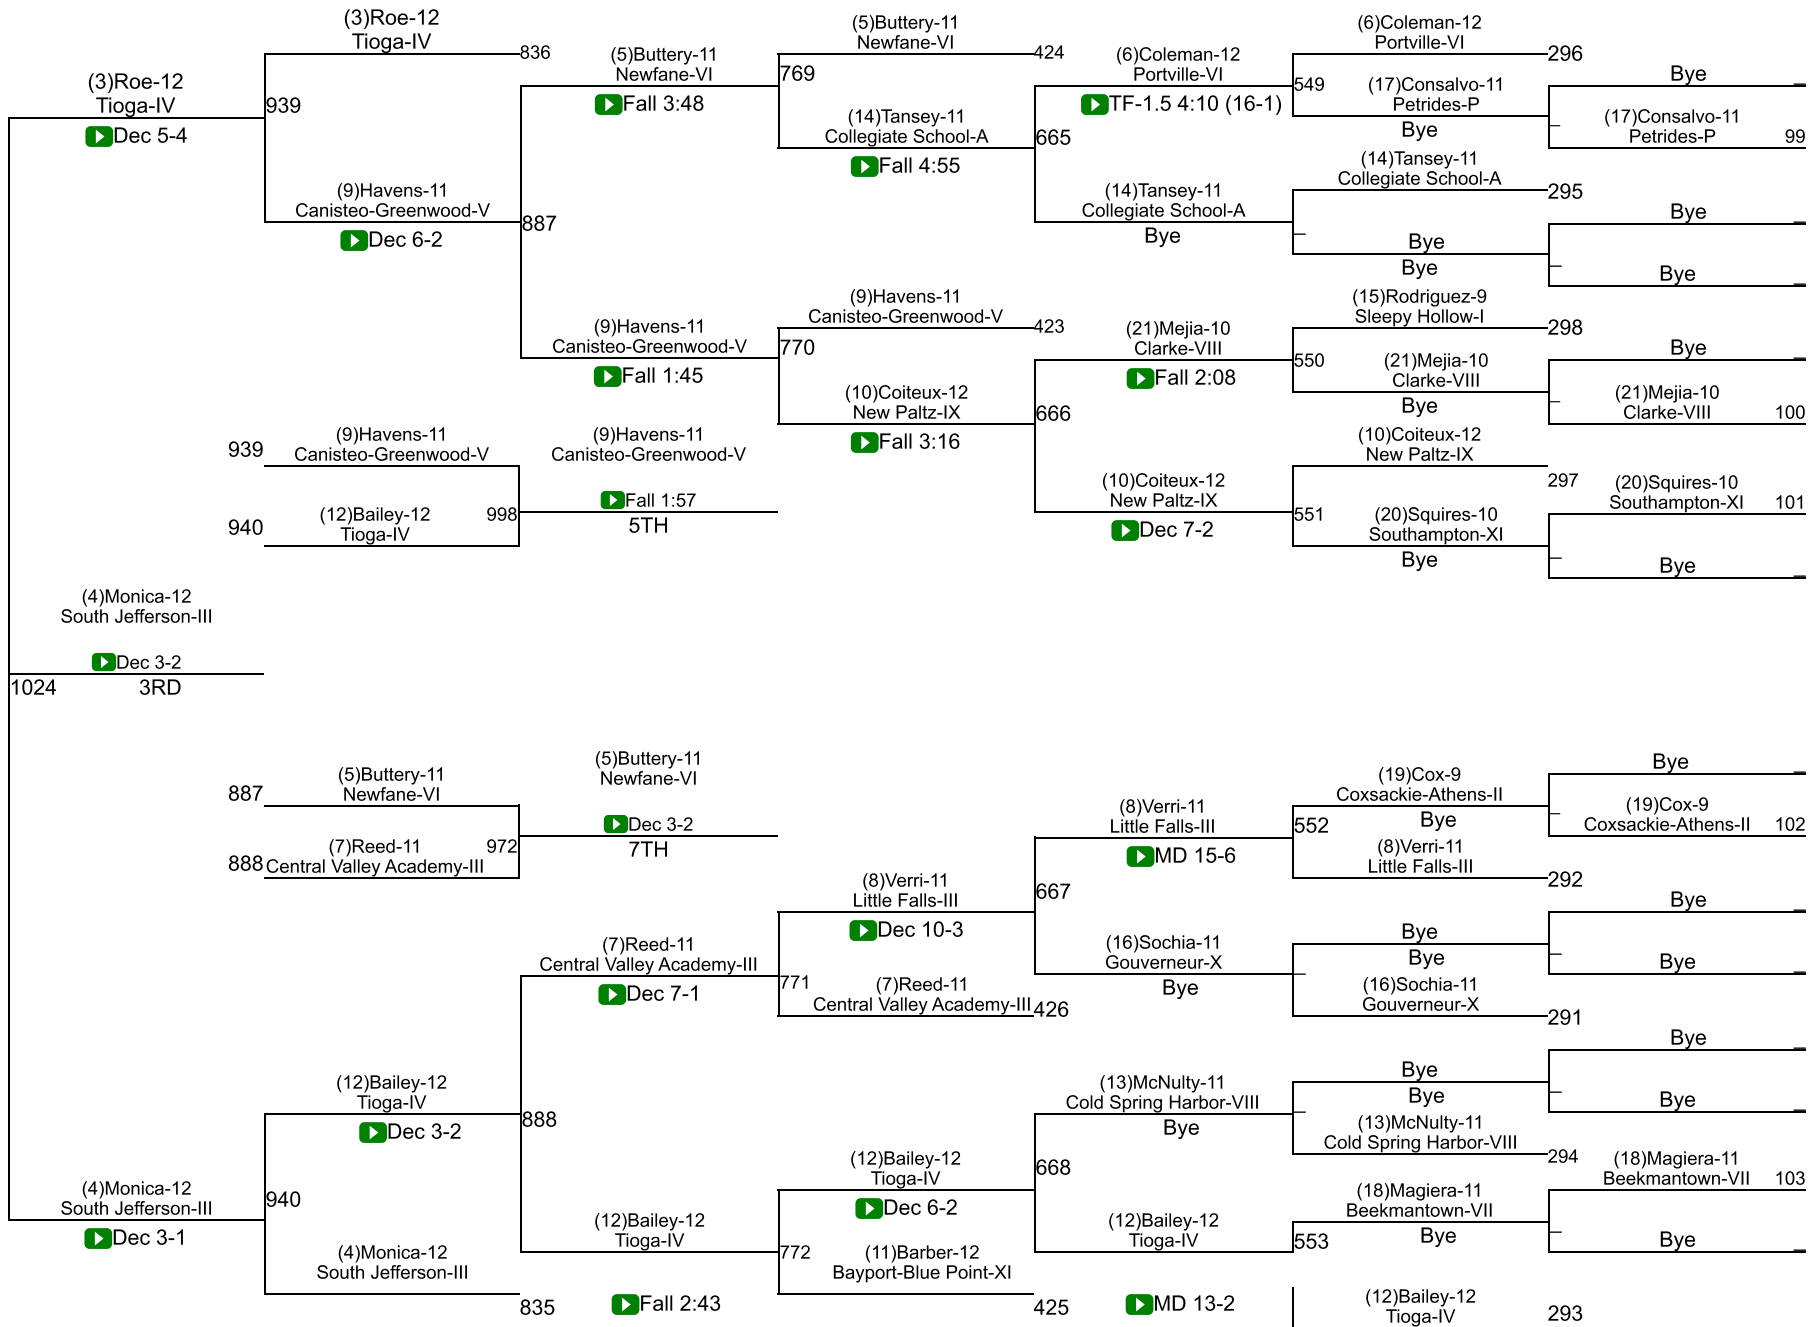 (3)Roe-12
Tioga-IV
Dec 5-4
939
(3)Roe-12
Tioga-IV
836
(9)Havens-11
Canisteo-Greenwood-V
Dec 6-2
887
(5)Buttery-11
Newfane-VI
Fall 3:48
769
(5)Buttery-11
Newfane-VI
424
(14)Tansey-11
Collegiate School-A
Fall 4:55
665
(6)Coleman-12
Portville-VI
TF-1.5 4:10 (16-1)
549
(6)Coleman-12
Portville-VI
296
(17)Consalvo-11
Petrides-P
Bye
Bye
(17)Consalvo-11
Petrides-P
99
(14)Tansey-11
Collegiate School-A
Bye
(14)Tansey-11
Collegiate School-A
295
Bye
Bye
Bye
Bye
(9)Havens-11
Canisteo-Greenwood-V
Fall 1:45
770
(9)Havens-11
Canisteo-Greenwood-V
423
(10)Coiteux-12
New Paltz-IX
Fall 3:16
666
(21)Mejia-10
Clarke-VIII
Fall 2:08
550
(15)Rodriguez-9
Sleepy Hollow-I
298
(21)Mejia-10
Clarke-VIII
Bye
Bye
(21)Mejia-10
Clarke-VIII
100
(10)Coiteux-12
New Paltz-IX
Dec 7-2
551
(10)Coiteux-12
New Paltz-IX
297
(20)Squires-10
Southampton-XI
Bye
(20)Squires-10
Southampton-XI
101
Bye
939
(9)Havens-11
Canisteo-Greenwood-V
940
(12)Bailey-12
Tioga-IV
998
(9)Havens-11
Canisteo-Greenwood-V
Fall 1:57
5TH
(4)Monica-12
South Jefferson-III
Dec 3-2
1024
3RD
887
(5)Buttery-11
Newfane-VI
888
(7)Reed-11
Central Valley Academy-III
972
(5)Buttery-11
Newfane-VI
Dec 3-2
7TH
(4)Monica-12
South Jefferson-III
Dec 3-1
940
(12)Bailey-12
Tioga-IV
Dec 3-2
888
(4)Monica-12
South Jefferson-III
835
(7)Reed-11
Central Valley Academy-III
Dec 7-1
771
(8)Verri-11
Little Falls-III
Dec 10-3
667
(7)Reed-11
Central Valley Academy-III
426
(8)Verri-11
Little Falls-III
MD 15-6
552
(19)Cox-9
Coxsackie-Athens-II
Bye
Bye
(19)Cox-9
Coxsackie-Athens-II
102
(8)Verri-11
Little Falls-III
292
(16)Sochia-11
Gouverneur-X
Bye
Bye
Bye
Bye
Bye
(16)Sochia-11
Gouverneur-X
291
(12)Bailey-12
Tioga-IV
Fall 2:43
772
(12)Bailey-12
Tioga-IV
Dec 6-2
668
(11)Barber-12
Bayport-Blue Point-XI
425
(13)McNulty-11
Cold Spring Harbor-VIII
Bye
Bye
Bye
Bye
Bye
(13)McNulty-11
Cold Spring Harbor-VIII
294
(12)Bailey-12
Tioga-IV
MD 13-2
553
(18)Magiera-11
Beekmantown-VII
Bye
(18)Magiera-11
Beekmantown-VII
103
Bye
(12)Bailey-12
Tioga-IV
293